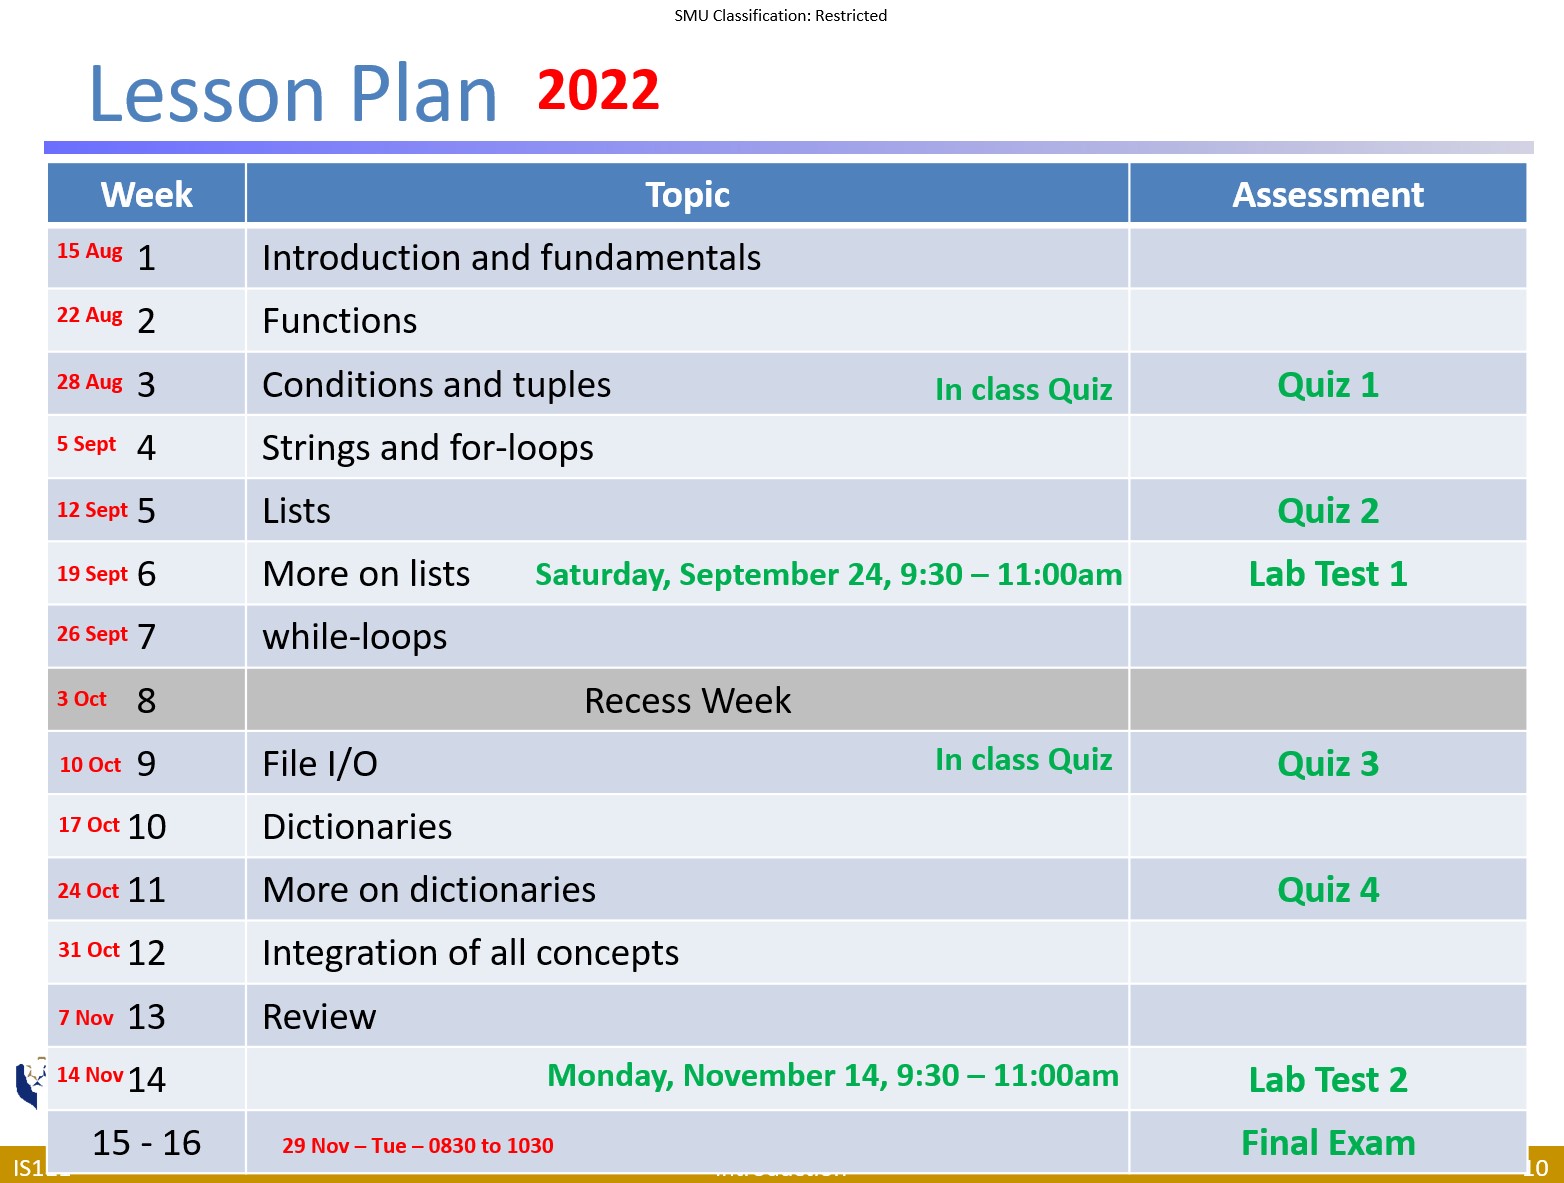 SMU Classification: Restricted
Lesson Plan 2022
Week Topic Assessment
15 Aug 1 Introduction and fundamentals
22 Aug 2 Functions
28 Aug 3 Conditions and tuples In class Quiz Quiz 1
5 Sept 4 Strings and for-loops
12 Sept 5 Lists Quiz 2
19 Sept 6 More on lists Saturday, September 24, 9:30 – 11:00am Lab Test 1
26 Sept 7 while-loops
3 Oct 8 Recess Week
10 Oct 9 File I/O In class Quiz Quiz 3
17 Oct 10 Dictionaries
24 Oct 11 More on dictionaries Quiz 4
31 Oct 12 Integration of all concepts
7 Nov 13 Review
14 Nov 14 Monday, November 14, 9:30 – 11:00am Lab Test 2
15 - 16 29 Nov – Tue – 0830 to 1030 Final Exam
10